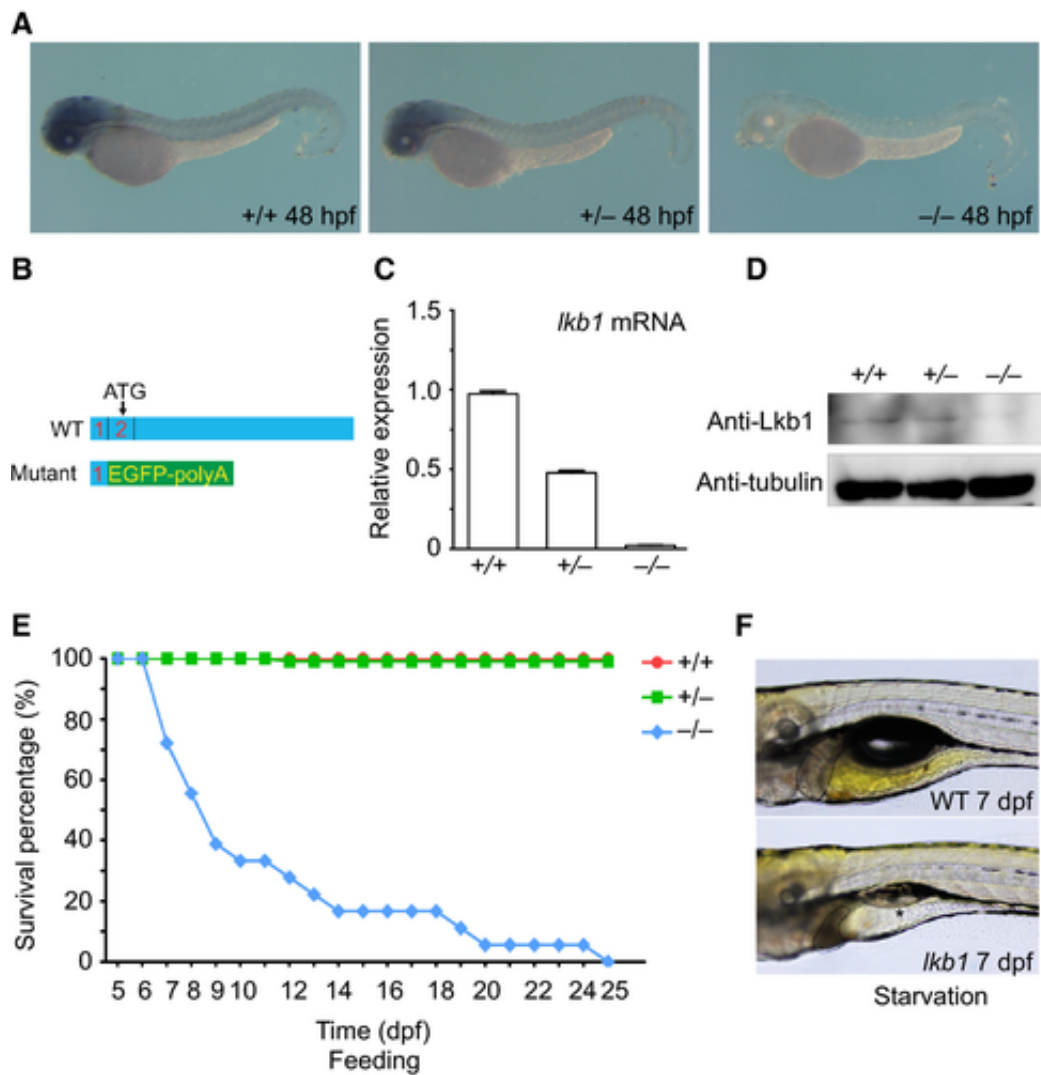 A
+/+ 48 hpf
+/– 48 hpf
–/– 48 hpf
B
ATG
WT 1 2
Mutant 1 EGFP-polyA
C
lkb1 mRNA
Relative expression
1.5
1.0
0.5
0
+/+ +/– –/–
D
+/+ +/– –/–
Anti-Lkb1
Anti-tubulin
E
Survival percentage (%)
100
80
60
40
20
0
5 6 7 8 9 10 12 14 16 18 20 22 24 25
Time (dpf)
Feeding
+/+
+/–
–/–
F
WT 7 dpf
*
lkb1 7 dpf
Starvation